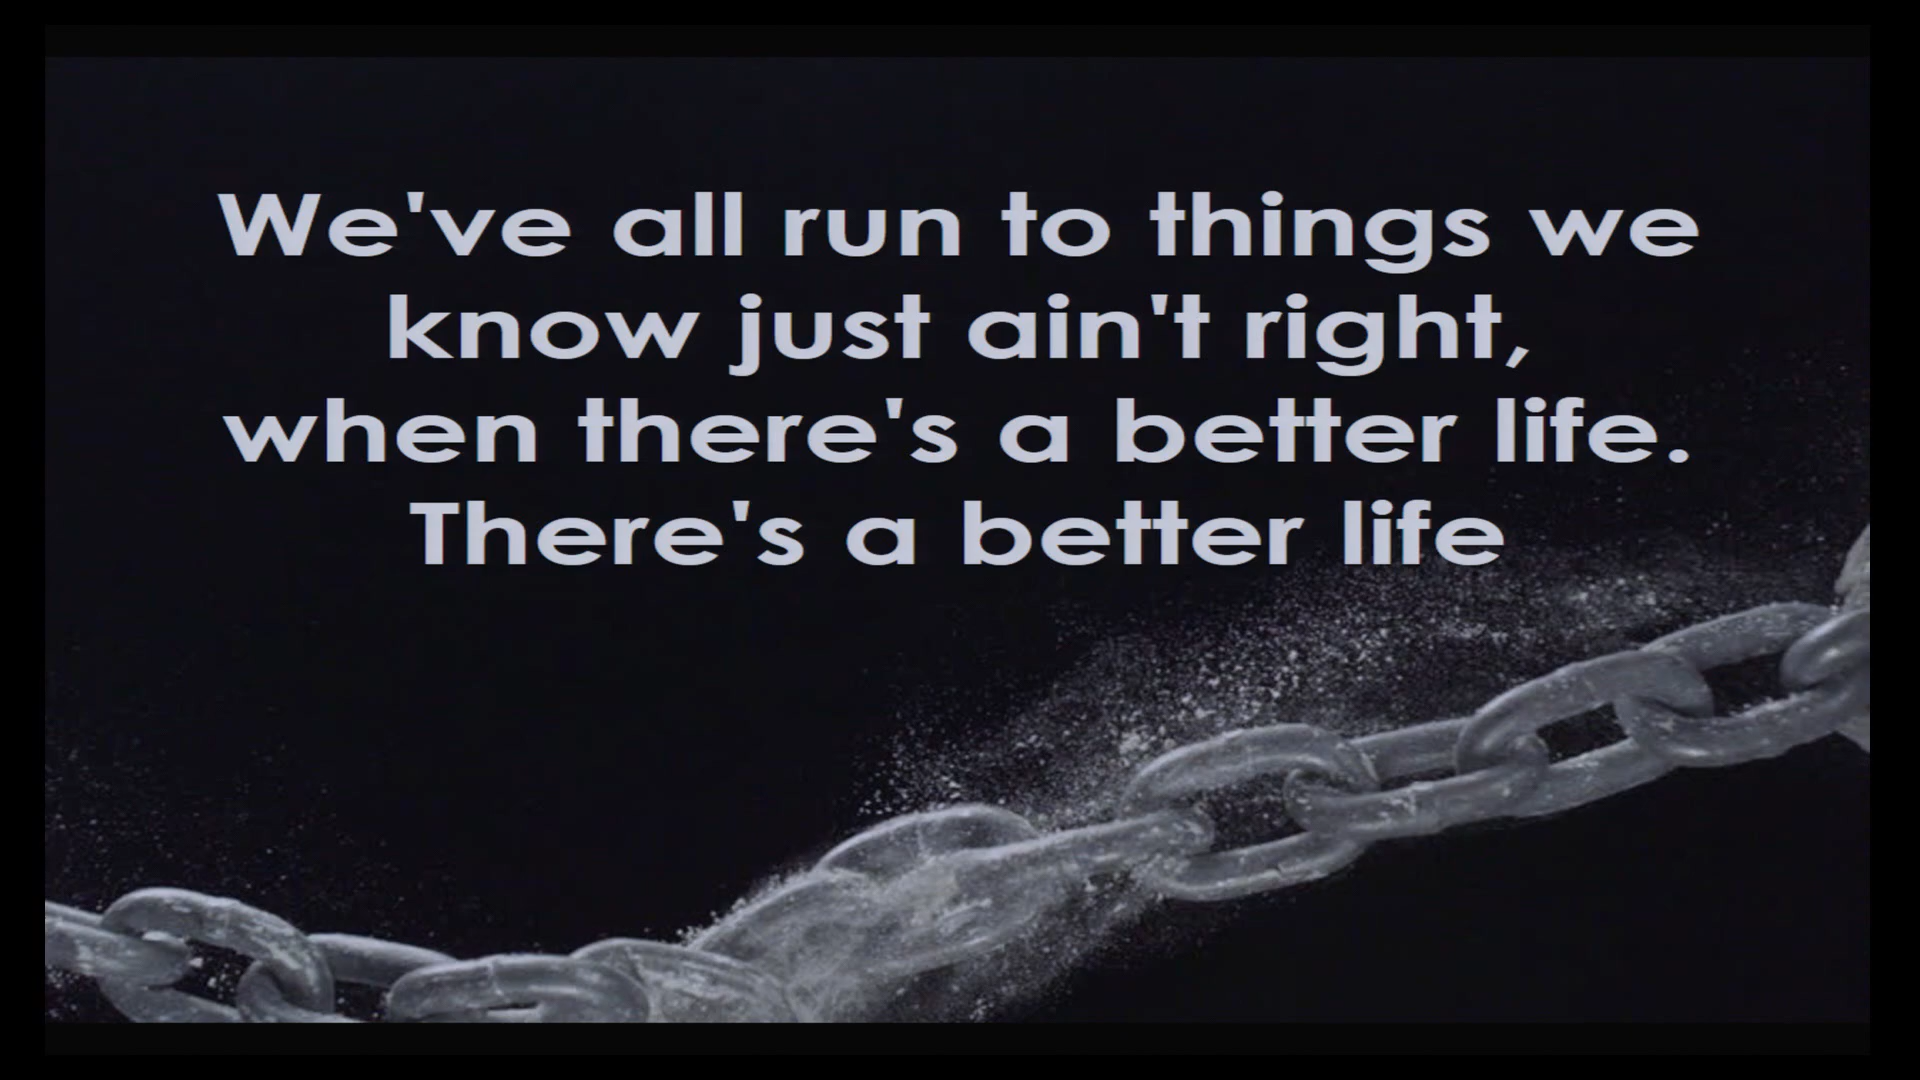 We've all run to things we
know just ain't right,
when there's a better life.
There's a better life